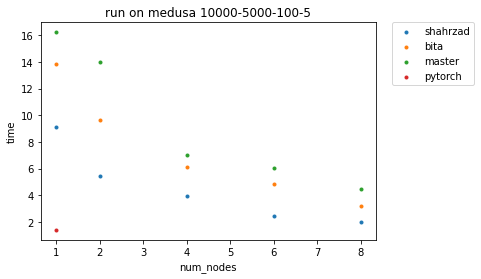 run on medusa 10000-5000-100-5
shahrzad
bita
master
pytorch
16
14
12
10
8
6
4
2
time
1
2
3
4
5
6
7
8
num_nodes